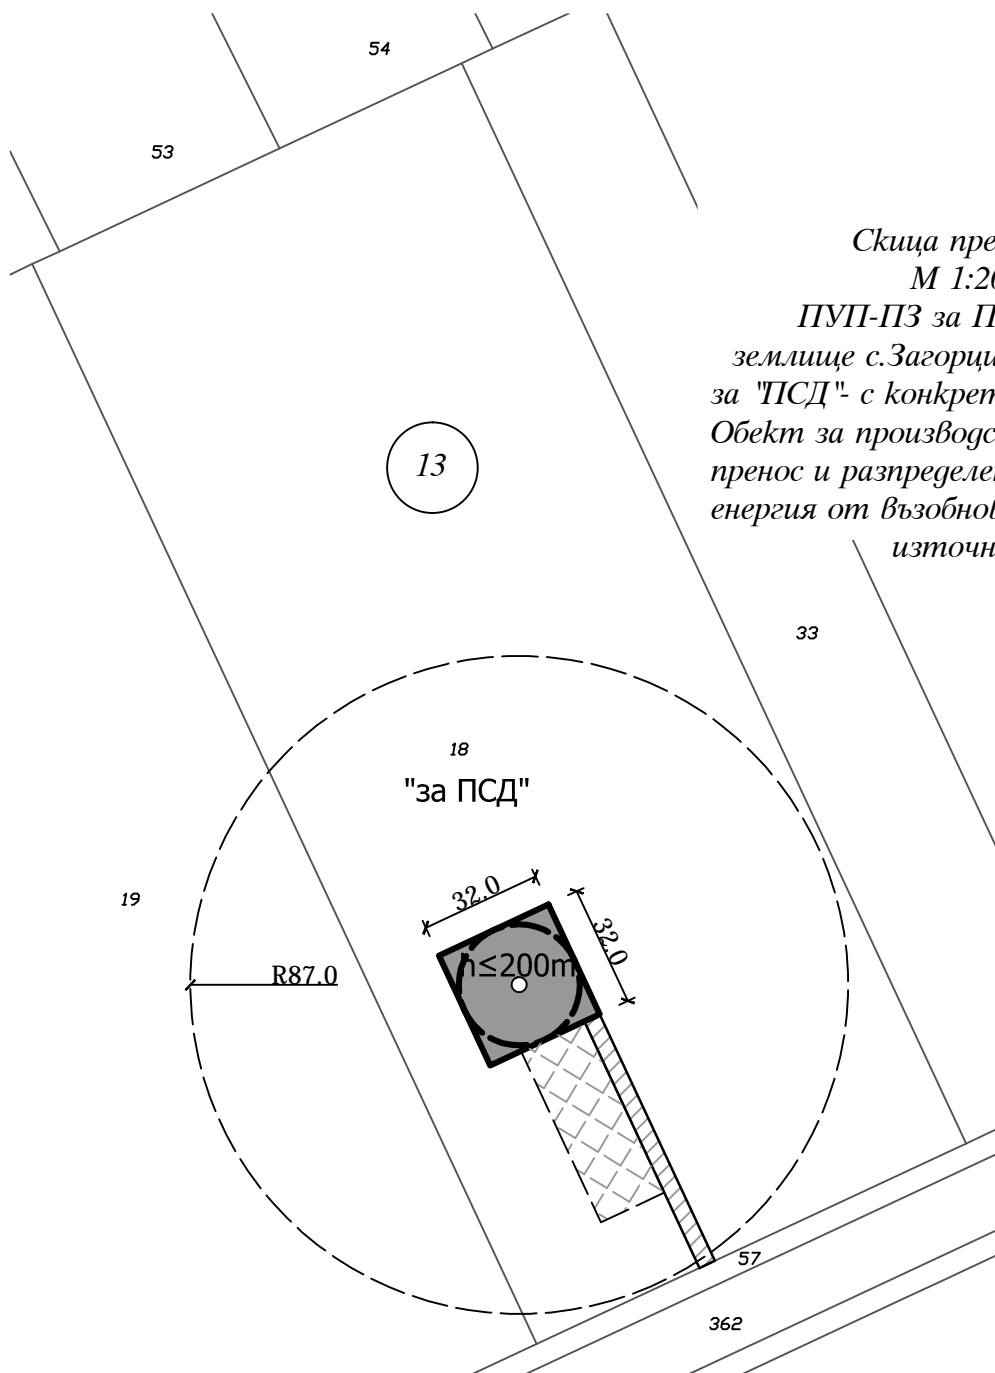 54
53
Скица пре
М 1:20
ПУП-ПЗ за П
землище с.Загорци
за "ПСД"- с конкрет
Обект за производс
пренос и разпределе
енергия от възобнов
източн
13
33
18
"за ПСД"
19
32.0
32.0
h≤200m
R87.0
57
362